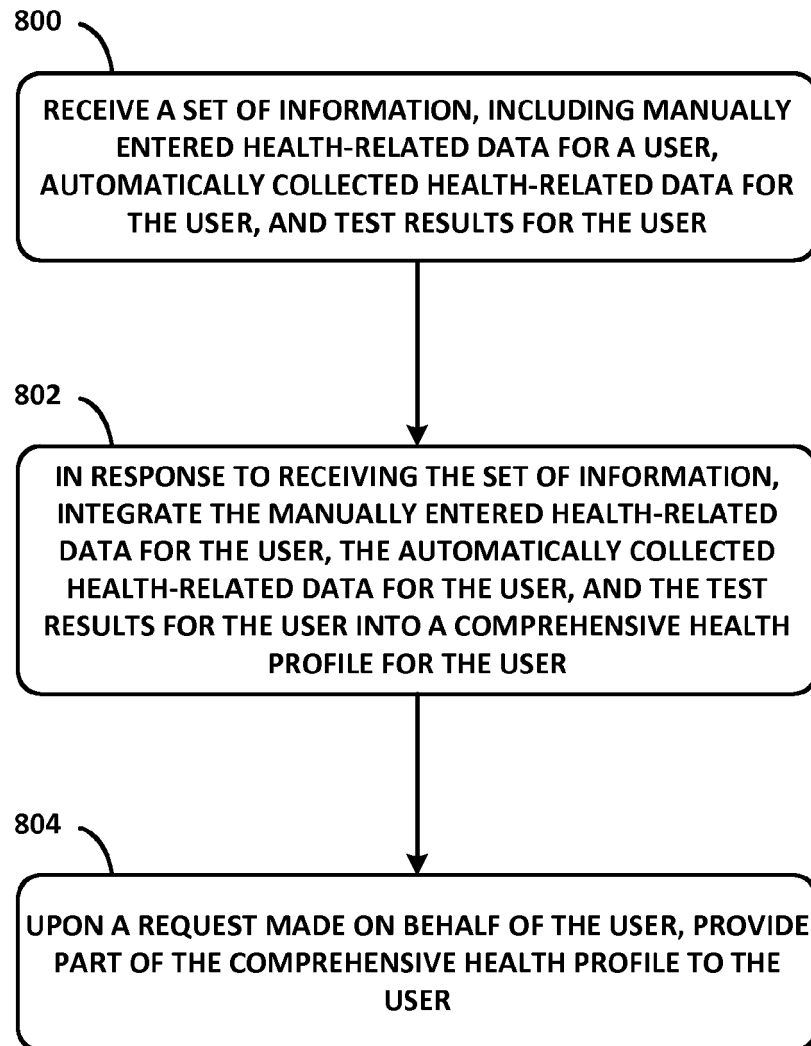 800
RECEIVE A SET OF INFORMATION, INCLUDING MANUALLY
ENTERED HEALTH-RELATED DATA FOR A USER,
AUTOMATICALLY COLLECTED HEALTH-RELATED DATA FOR
THE USER, AND TEST RESULTS FOR THE USER
802
IN RESPONSE TO RECEIVING THE SET OF INFORMATION,
INTEGRATE THE MANUALLY ENTERED HEALTH-RELATED
DATA FOR THE USER, THE AUTOMATICALLY COLLECTED
HEALTH-RELATED DATA FOR THE USER, AND THE TEST
RESULTS FOR THE USER INTO A COMPREHENSIVE HEALTH
PROFILE FOR THE USER
804
UPON A REQUEST MADE ON BEHALF OF THE USER, PROVIDE
PART OF THE COMPREHENSIVE HEALTH PROFILE TO THE
USER